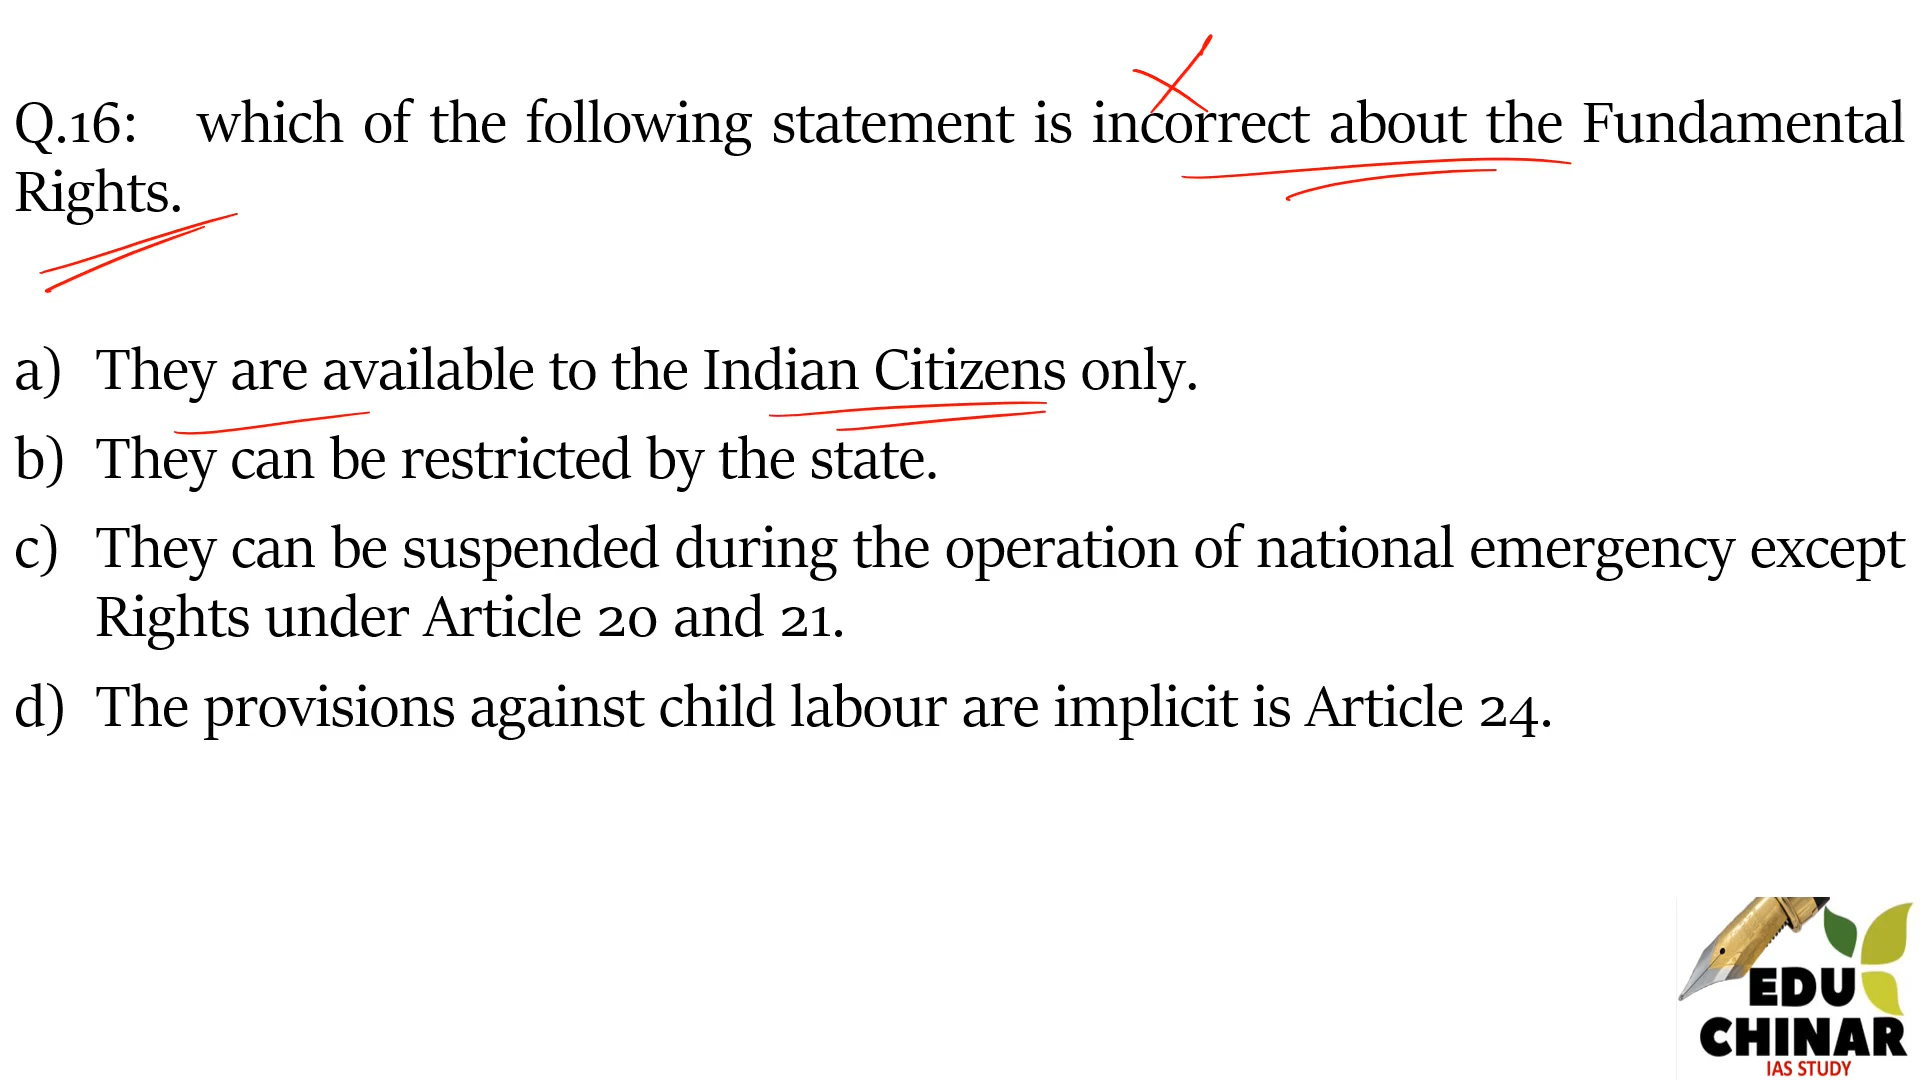 Q.16: which of the following statement is incorrect about the Fundamental
Rights.
a) They are available to the Indian Citizens only.
b) They can be restricted by the state.
c) They can be suspended during the operation of national emergency except
Rights under Article 20 and 21.
d) The provisions against child labour are implicit is Article 24.
EDU
CHINAR
IAS STUDY